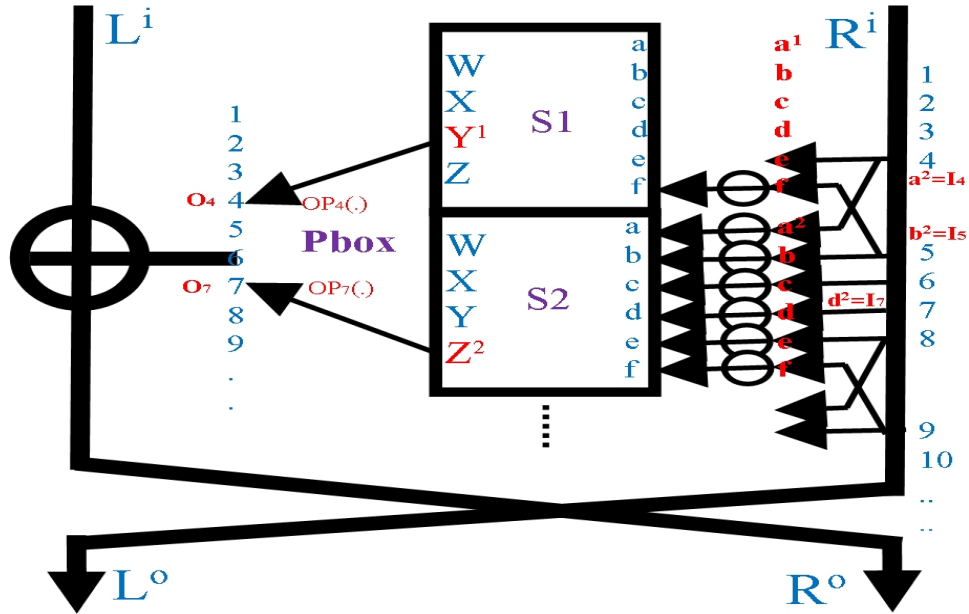 Lⁱ
Rⁱ
1
2
3
4
5
6
7
8
9
.
.
O₄
O₇
OP₄(.)
Pbox
OP₇(.)
W
X
Y¹
Z
S1
a
b
c
d
e
f
W
X
Y
Z²
S2
a
b
c
d
e
f
a¹
b
c
d
e
f
a²
b
c
d
e
f
a²=I₄
b²=I₅
d²=I₇
1
2
3
4
5
6
7
8
9
10
..
..
Lᵒ
Rᵒ